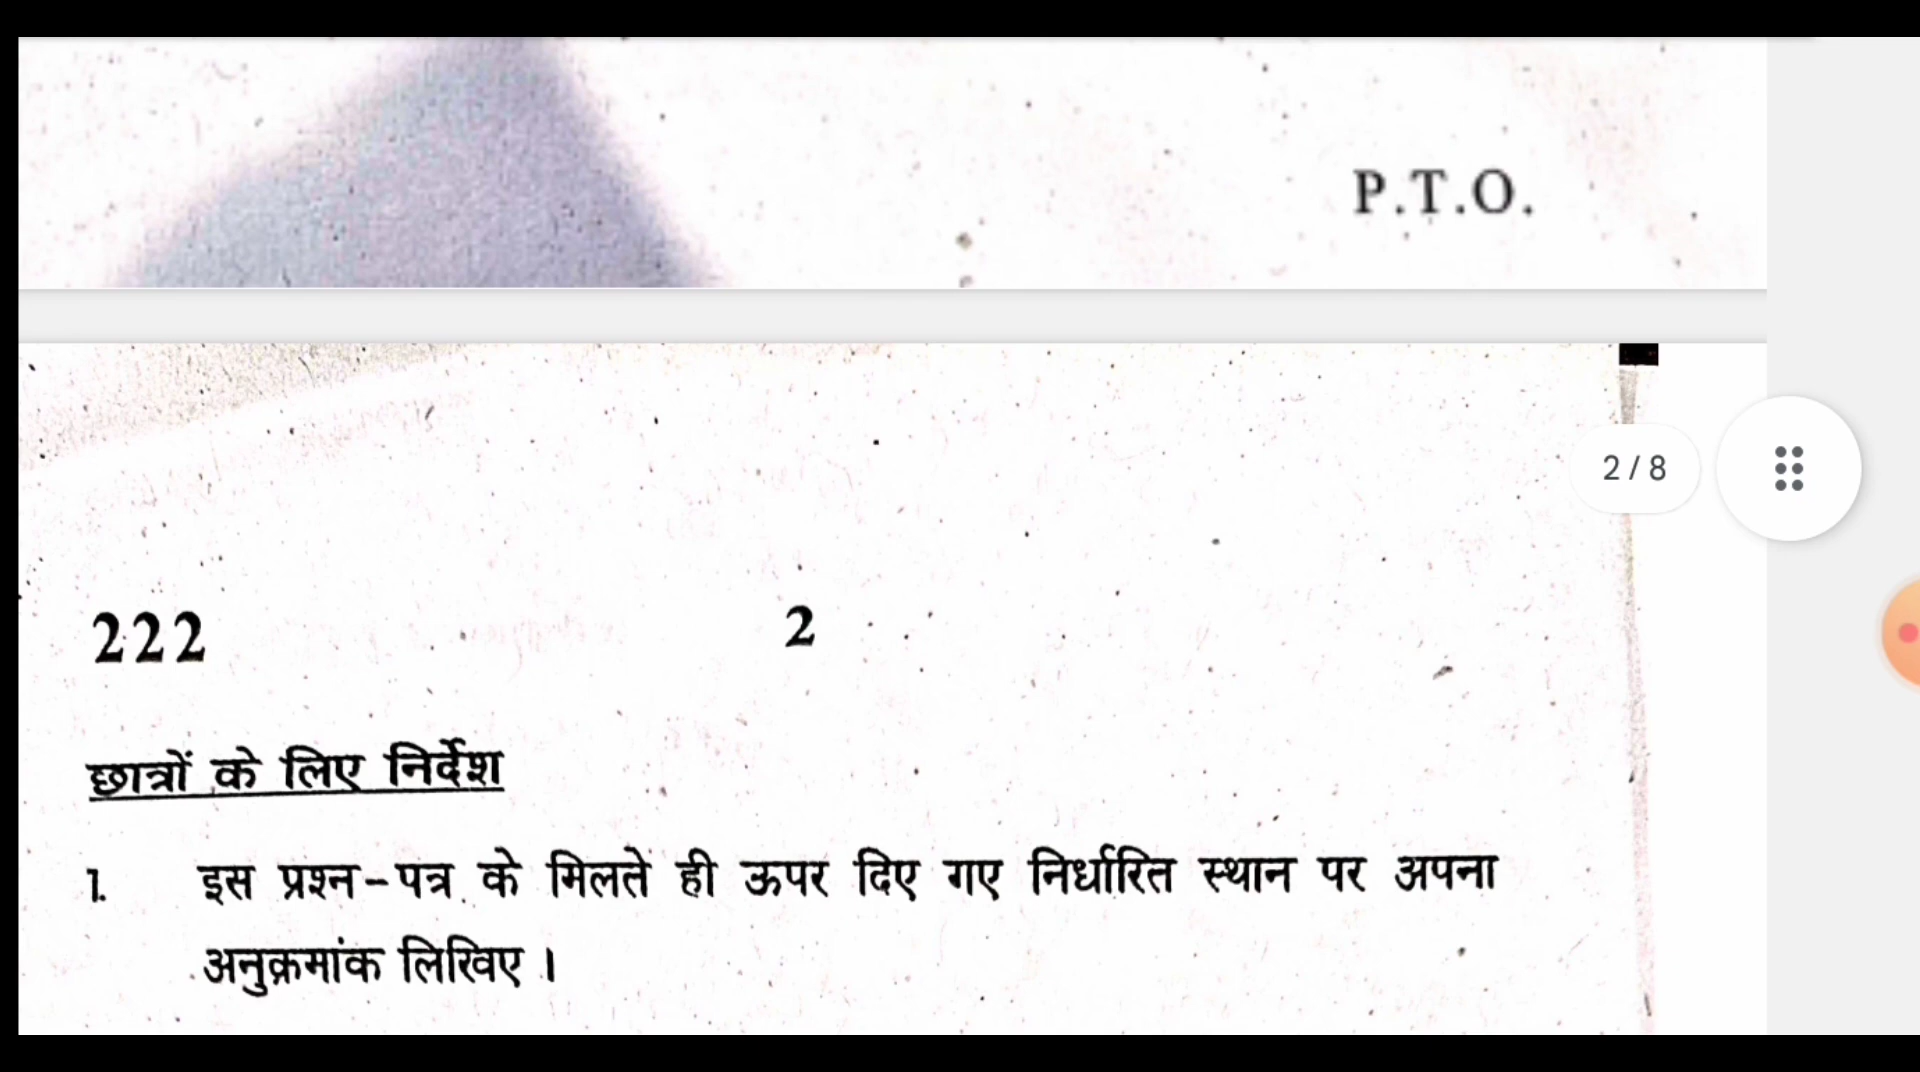 P.T.O.
2 / 8
222
2
छात्रों के लिए निर्देश
1. इस प्रश्न-पत्र के मिलते ही ऊपर दिए गए निर्धारित स्थान पर अपना
अनुक्रमांक लिखिए ।